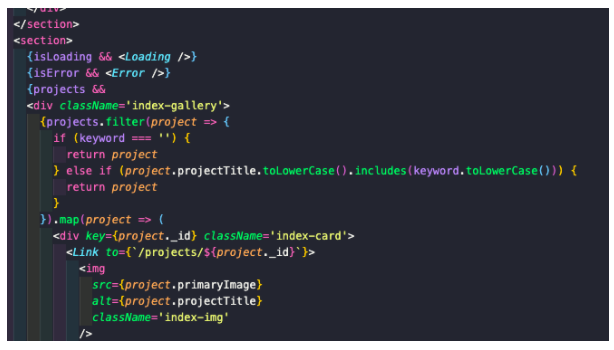 </div>
</section>
<section>
{isLoading && <Loading />}
{isError && <Error />}
{projects &&
<div className='index-gallery'>
{projects.filter(project => {
if (keyword === '') {
return project
} else if (project.projectTitle.toLowerCase().includes(keyword.toLowerCase())) {
return project
}
}).map(project => (
<div key={project._id} className='index-card'>
<Link to={`/projects/${project._id}`}>
<img
src={project.primaryImage}
alt={project.projectTitle}
className='index-img'
/>